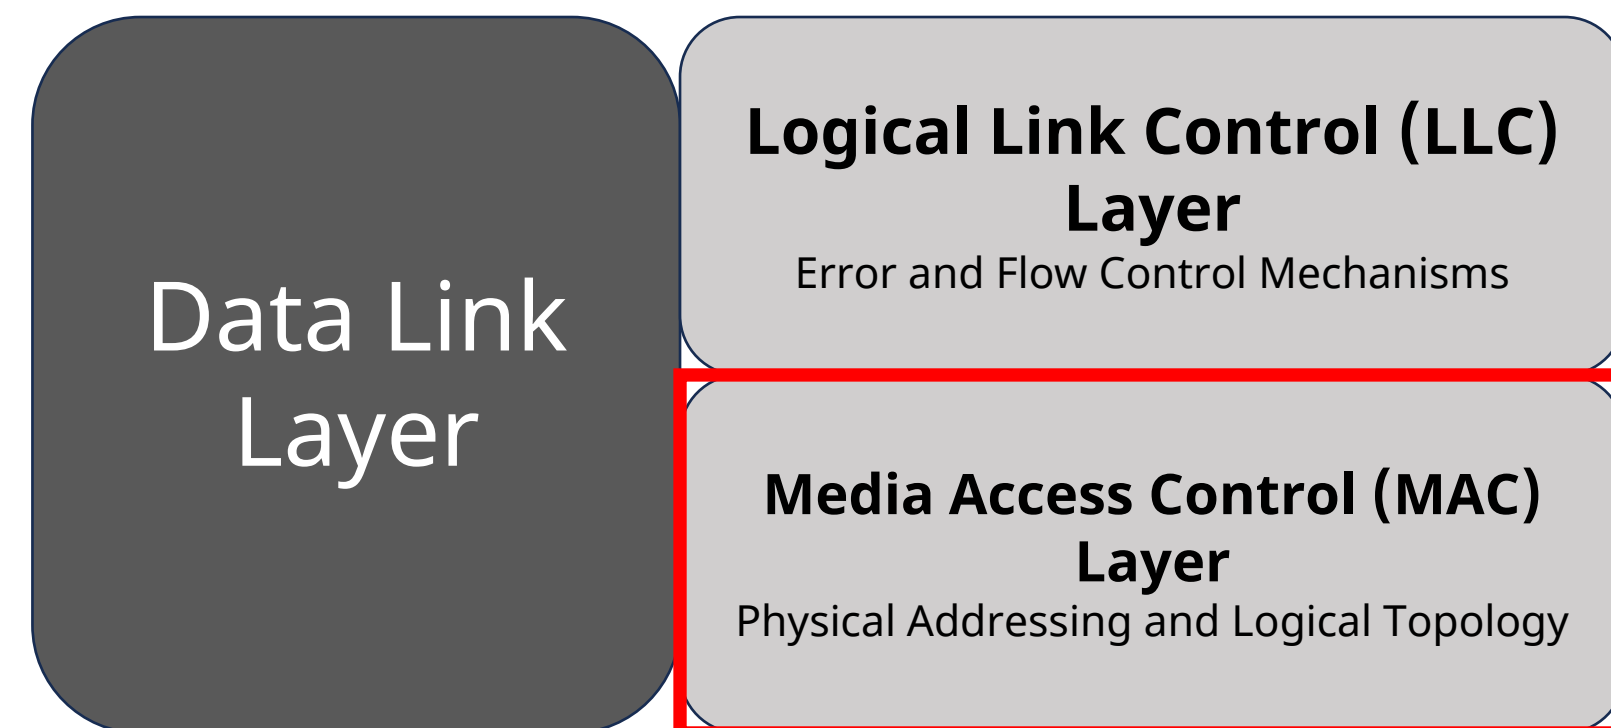 Data Link
Layer
Logical Link Control (LLC)
Layer
Error and Flow Control Mechanisms
Media Access Control (MAC)
Layer
Physical Addressing and Logical Topology